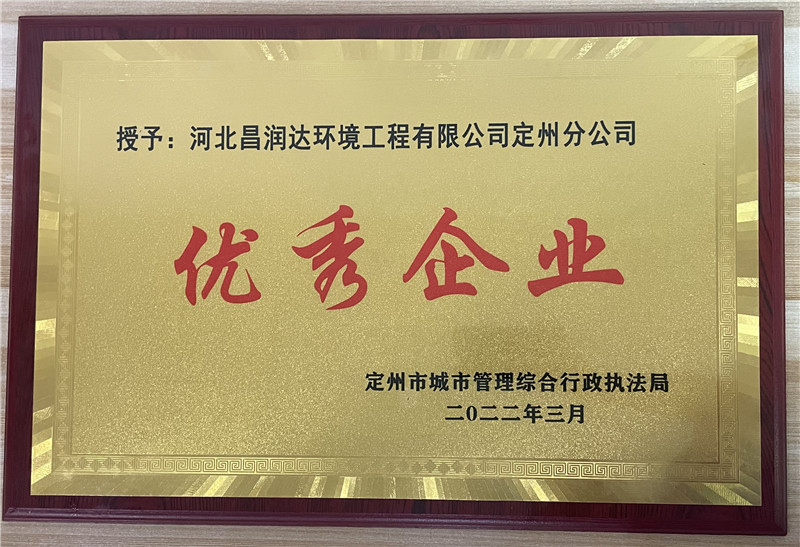 授予：河北昌润达环境工程有限公司定州分公司
优秀企业
定州市城市管理综合行政执法局
二〇二二年三月